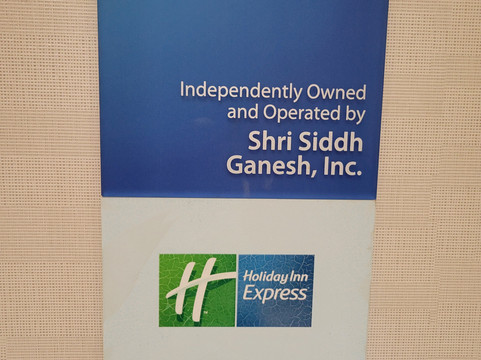 Independently Owned
and Operated by
Shri Siddh
Ganesh, Inc.
H
Holiday Inn
Express